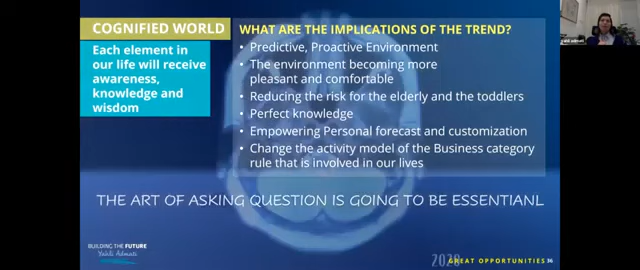 COGNIFIED WORLD
Each element in
our life will receive
awareness,
knowledge and
wisdom
WHAT ARE THE IMPLICATIONS OF THE TREND?
• Predictive, Proactive Environment
• The environment becoming more
pleasant and comfortable
• Reducing the risk for the elderly and the toddlers
• Perfect knowledge
• Empowering Personal forecast and customization
• Change the activity model of the Business category
rule that is involved in our lives
THE ART OF ASKING QUESTION IS GOING TO BE ESSENTIANL
BUILDING THE FUTURE
Yahli Admati
GREAT OPPORTUNITIES 36